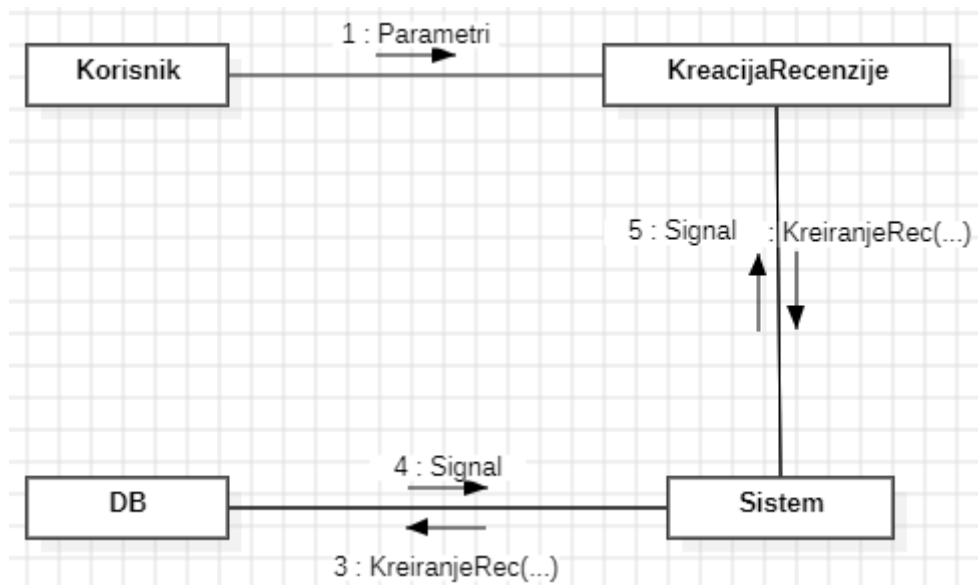 1 : Parametri
Korisnik
KreacijaRecenzije
5 : Signal
: KreiranjeRec(...)
4 : Signal
DB
Sistem
3 : KreiranjeRec(...)